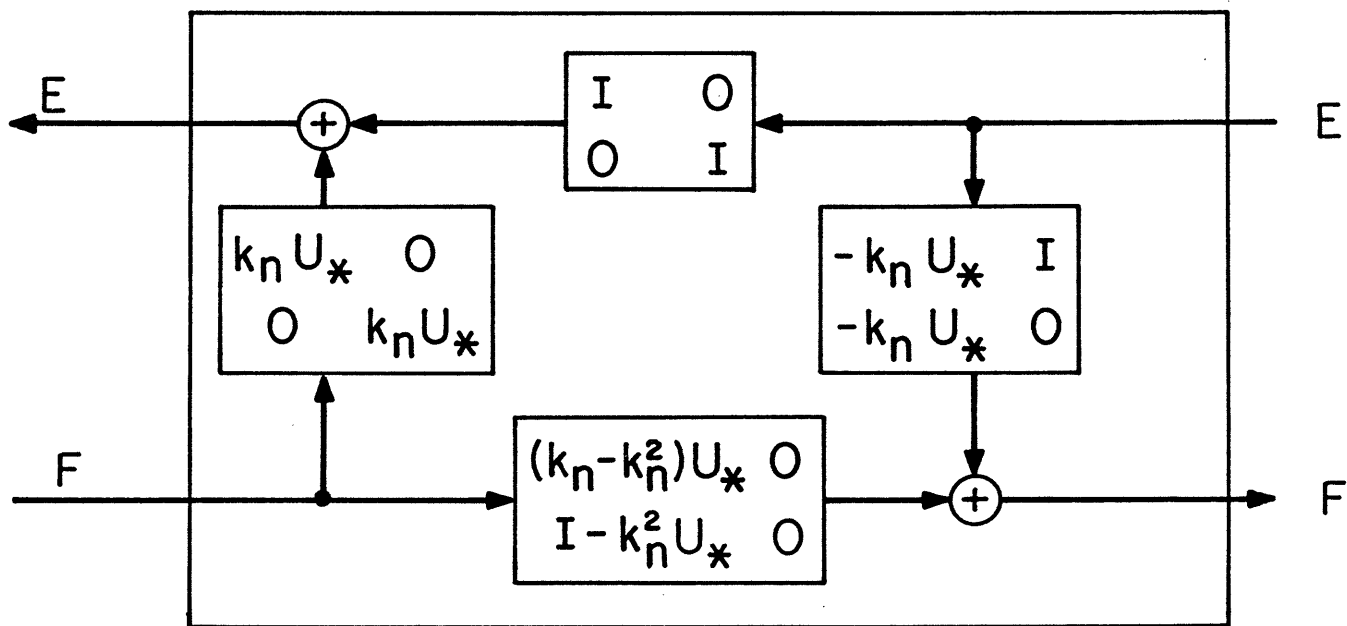 I O
O I
E
+
E
k_n U_* O
O k_n U_*
-k_n U_* I
-k_n U_* O
F
(k_n-k_n^2)U_* O
I-k_n^2 U_* O
+
F